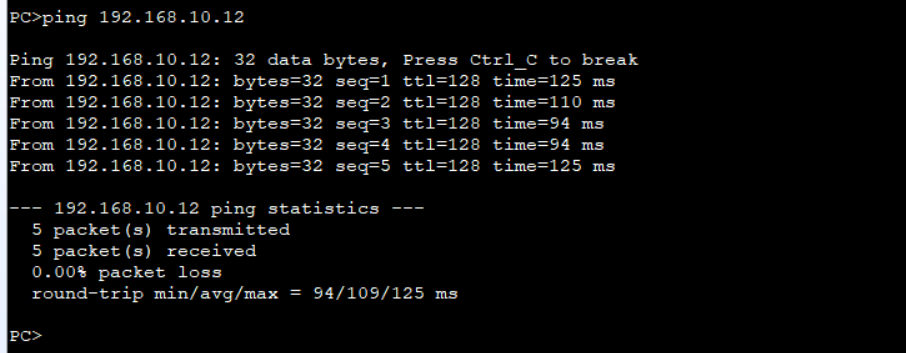 PC>ping 192.168.10.12
Ping 192.168.10.12: 32 data bytes, Press Ctrl_C to break
From 192.168.10.12: bytes=32 seq=1 ttl=128 time=125 ms
From 192.168.10.12: bytes=32 seq=2 ttl=128 time=110 ms
From 192.168.10.12: bytes=32 seq=3 ttl=128 time=94 ms
From 192.168.10.12: bytes=32 seq=4 ttl=128 time=94 ms
From 192.168.10.12: bytes=32 seq=5 ttl=128 time=125 ms
--- 192.168.10.12 ping statistics ---
5 packet(s) transmitted
5 packet(s) received
0.00% packet loss
round-trip min/avg/max = 94/109/125 ms
PC>